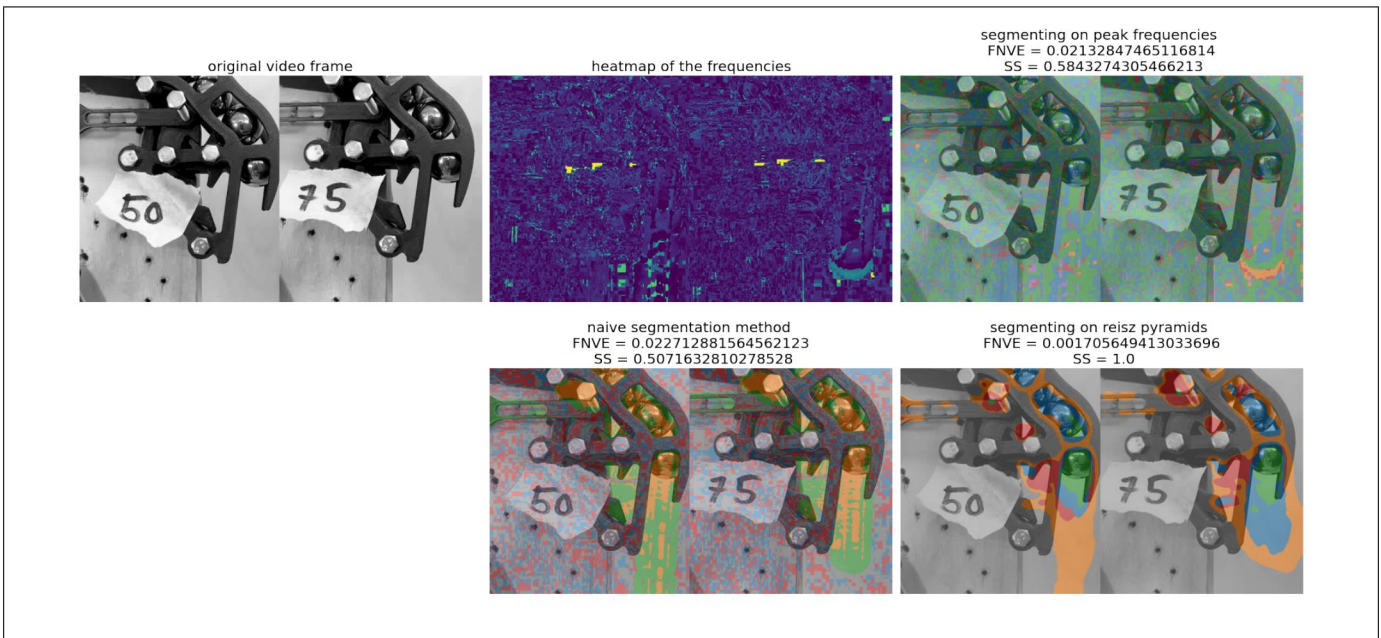 original video frame
heatmap of the frequencies
segmenting on peak frequencies
FNVE = 0.02132847465116814
SS = 0.5843274305466213
50
75
50
75
naive segmentation method
FNVE = 0.022712881564562123
SS = 0.5071632810278528
segmenting on reisz pyramids
FNVE = 0.001705649413033696
SS = 1.0
50
75
50
75